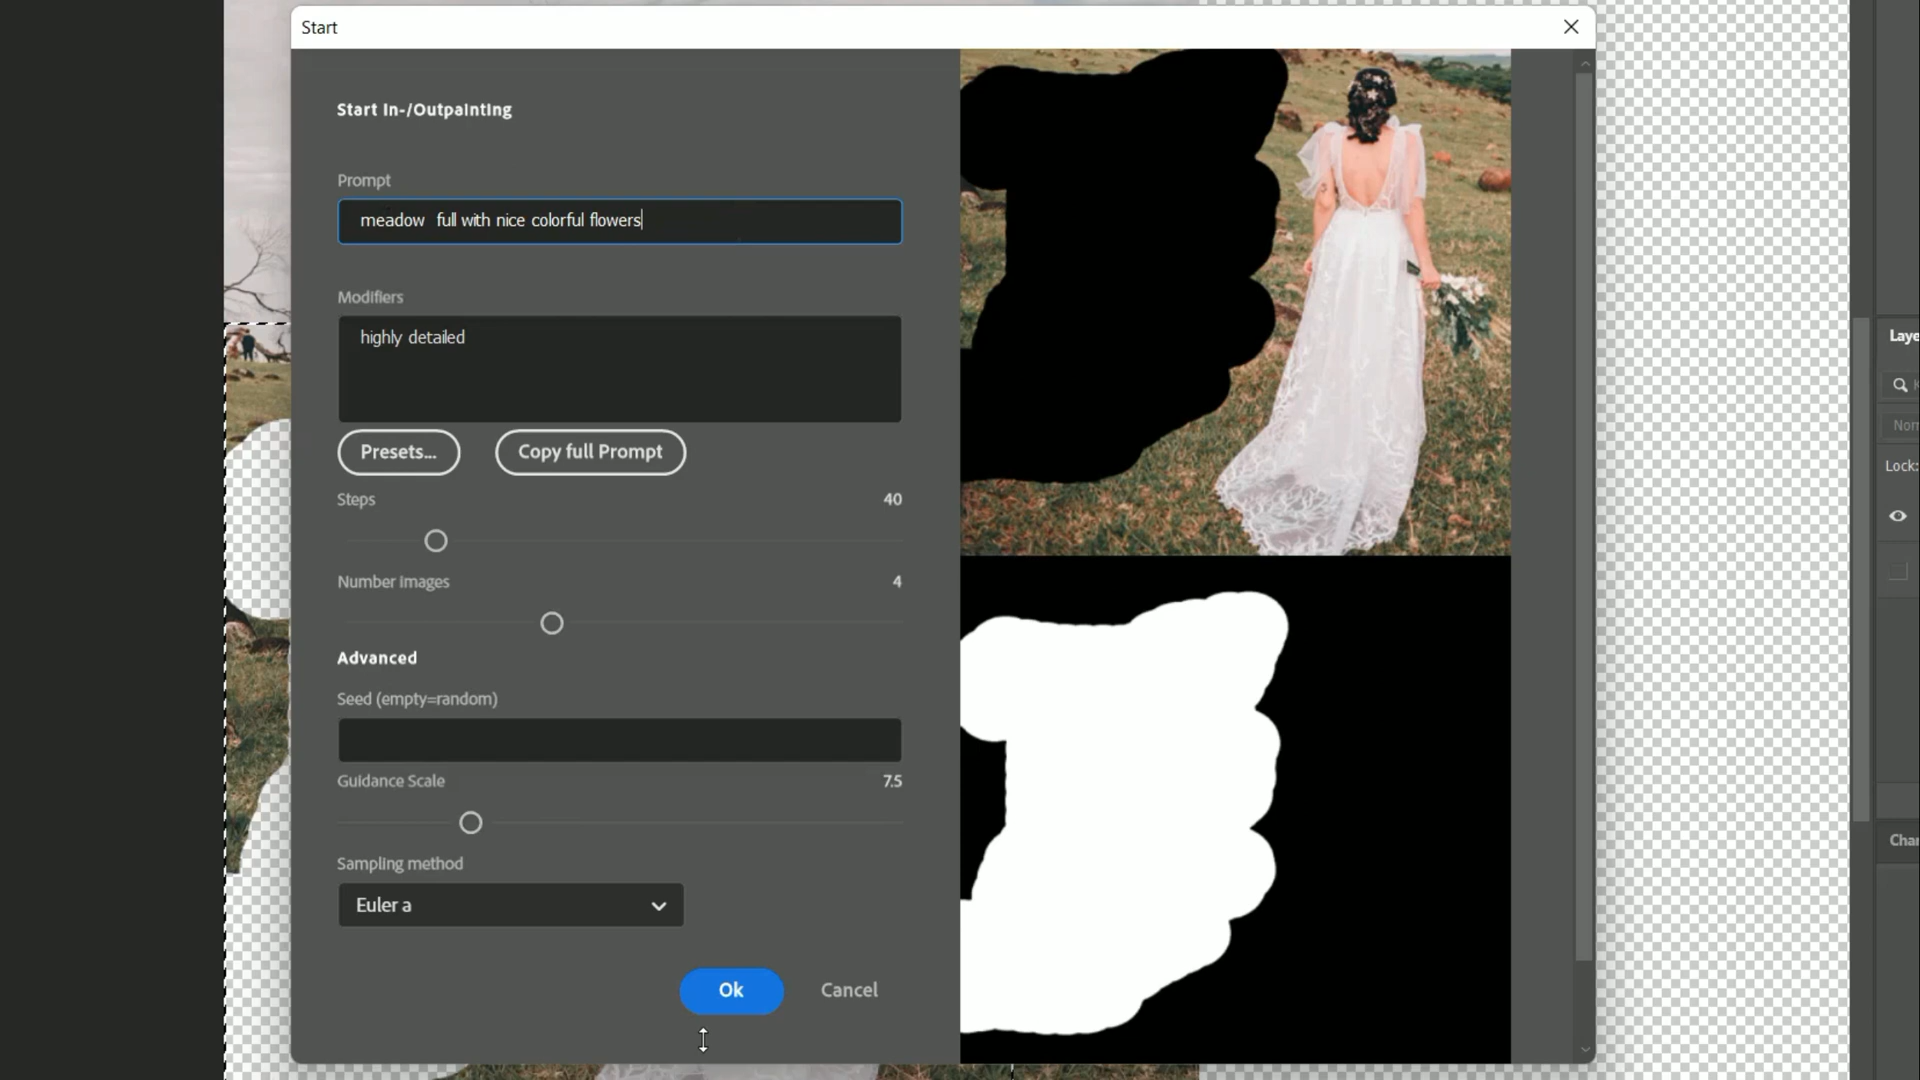 Start
Start In-/Outpainting
Prompt
meadow  full with nice colorful flowers
Modifiers
highly detailed
Presets...
Copy full Prompt
Steps
40
Number Images
4
Advanced
Seed (empty=random)
Guidance Scale
7.5
Sampling method
Euler a
Ok
Cancel
Lock: